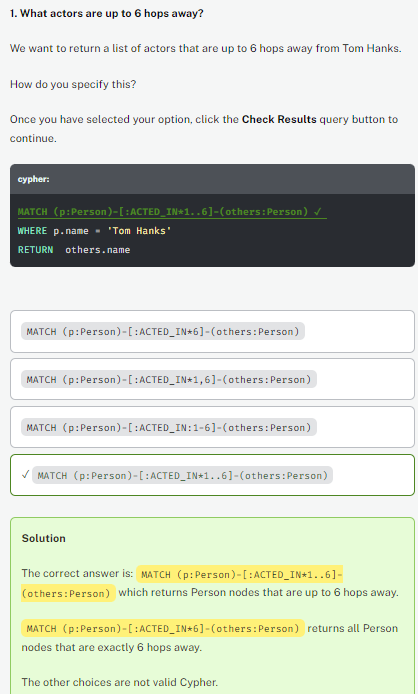 1. What actors are up to 6 hops away?
We want to return a list of actors that are up to 6 hops away from Tom Hanks.
How do you specify this?
Once you have selected your option, click the Check Results query button to
continue.
cypher:
MATCH (p:Person)-[:ACTED_IN*1..6]-(others:Person) ✓
WHERE p.name = 'Tom Hanks'
RETURN  others.name
MATCH (p:Person)-[:ACTED_IN*6]-(others:Person)
MATCH (p:Person)-[:ACTED_IN*1,6]-(others:Person)
MATCH (p:Person)-[:ACTED_IN:1-6]-(others:Person)
✓ MATCH (p:Person)-[:ACTED_IN*1..6]-(others:Person)
Solution
The correct answer is: MATCH (p:Person)-[:ACTED_IN*1..6]-
(others:Person) which returns Person nodes that are up to 6 hops away.
MATCH (p:Person)-[:ACTED_IN*6]-(others:Person) returns all Person
nodes that are exactly 6 hops away.
The other choices are not valid Cypher.